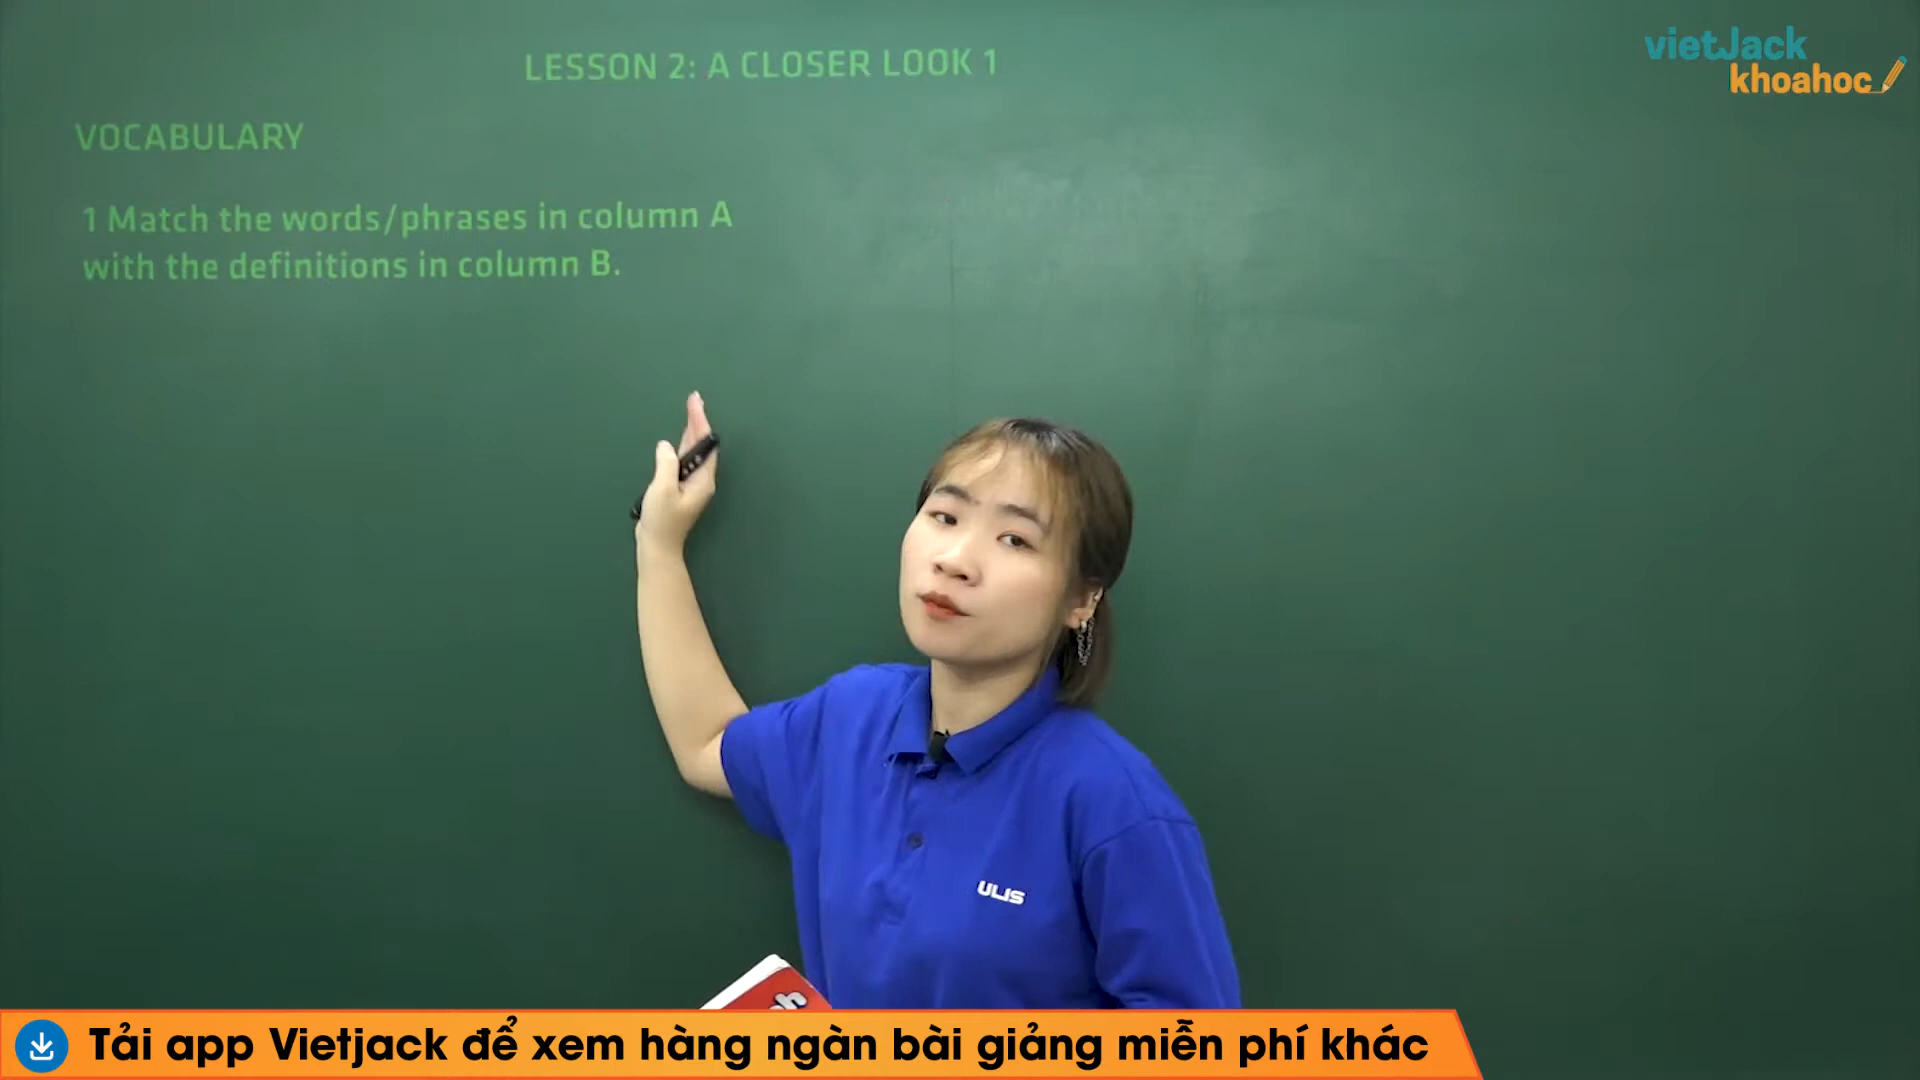 LESSON 2: A CLOSER LOOK 1
vietJack
khoahoc
VOCABULARY
1 Match the words/phrases in column A
with the definitions in column B.
ULIS
Tải app Vietjack để xem hàng ngàn bài giảng miễn phí khác